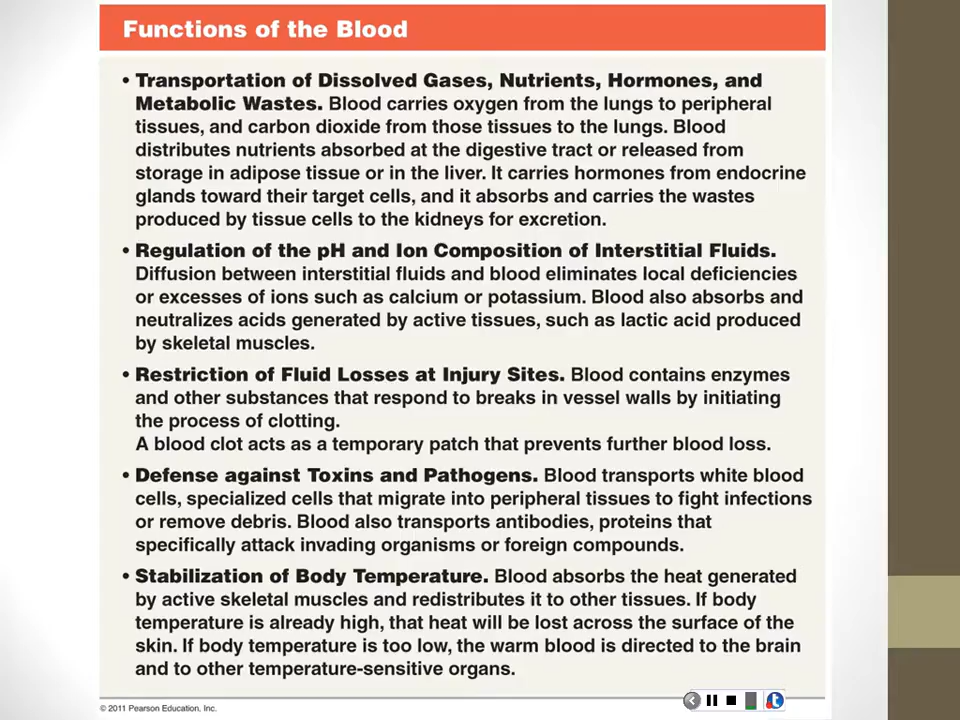 Functions of the Blood
• Transportation of Dissolved Gases, Nutrients, Hormones, and
Metabolic Wastes. Blood carries oxygen from the lungs to peripheral
tissues, and carbon dioxide from those tissues to the lungs. Blood
distributes nutrients absorbed at the digestive tract or released from
storage in adipose tissue or in the liver. It carries hormones from endocrine
glands toward their target cells, and it absorbs and carries the wastes
produced by tissue cells to the kidneys for excretion.
• Regulation of the pH and Ion Composition of Interstitial Fluids.
Diffusion between interstitial fluids and blood eliminates local deficiencies
or excesses of ions such as calcium or potassium. Blood also absorbs and
neutralizes acids generated by active tissues, such as lactic acid produced
by skeletal muscles.
• Restriction of Fluid Losses at Injury Sites. Blood contains enzymes
and other substances that respond to breaks in vessel walls by initiating
the process of clotting.
A blood clot acts as a temporary patch that prevents further blood loss.
• Defense against Toxins and Pathogens. Blood transports white blood
cells, specialized cells that migrate into peripheral tissues to fight infections
or remove debris. Blood also transports antibodies, proteins that
specifically attack invading organisms or foreign compounds.
• Stabilization of Body Temperature. Blood absorbs the heat generated
by active skeletal muscles and redistributes it to other tissues. If body
temperature is already high, that heat will be lost across the surface of the
skin. If body temperature is too low, the warm blood is directed to the brain
and to other temperature-sensitive organs.
© 2011 Pearson Education, Inc.
t